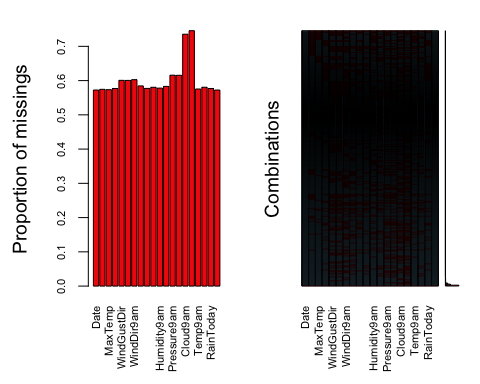 Proportion of missings
0.7
0.6
0.5
0.4
0.3
0.2
0.1
0.0
Date
MaxTemp
WindGustDir
WindDir9am
Humidity9am
Pressure9am
Cloud9am
Temp9am
RainToday
Combinations
Date
MaxTemp
WindGustDir
WindDir9am
Humidity9am
Pressure9am
Cloud9am
Temp9am
RainToday